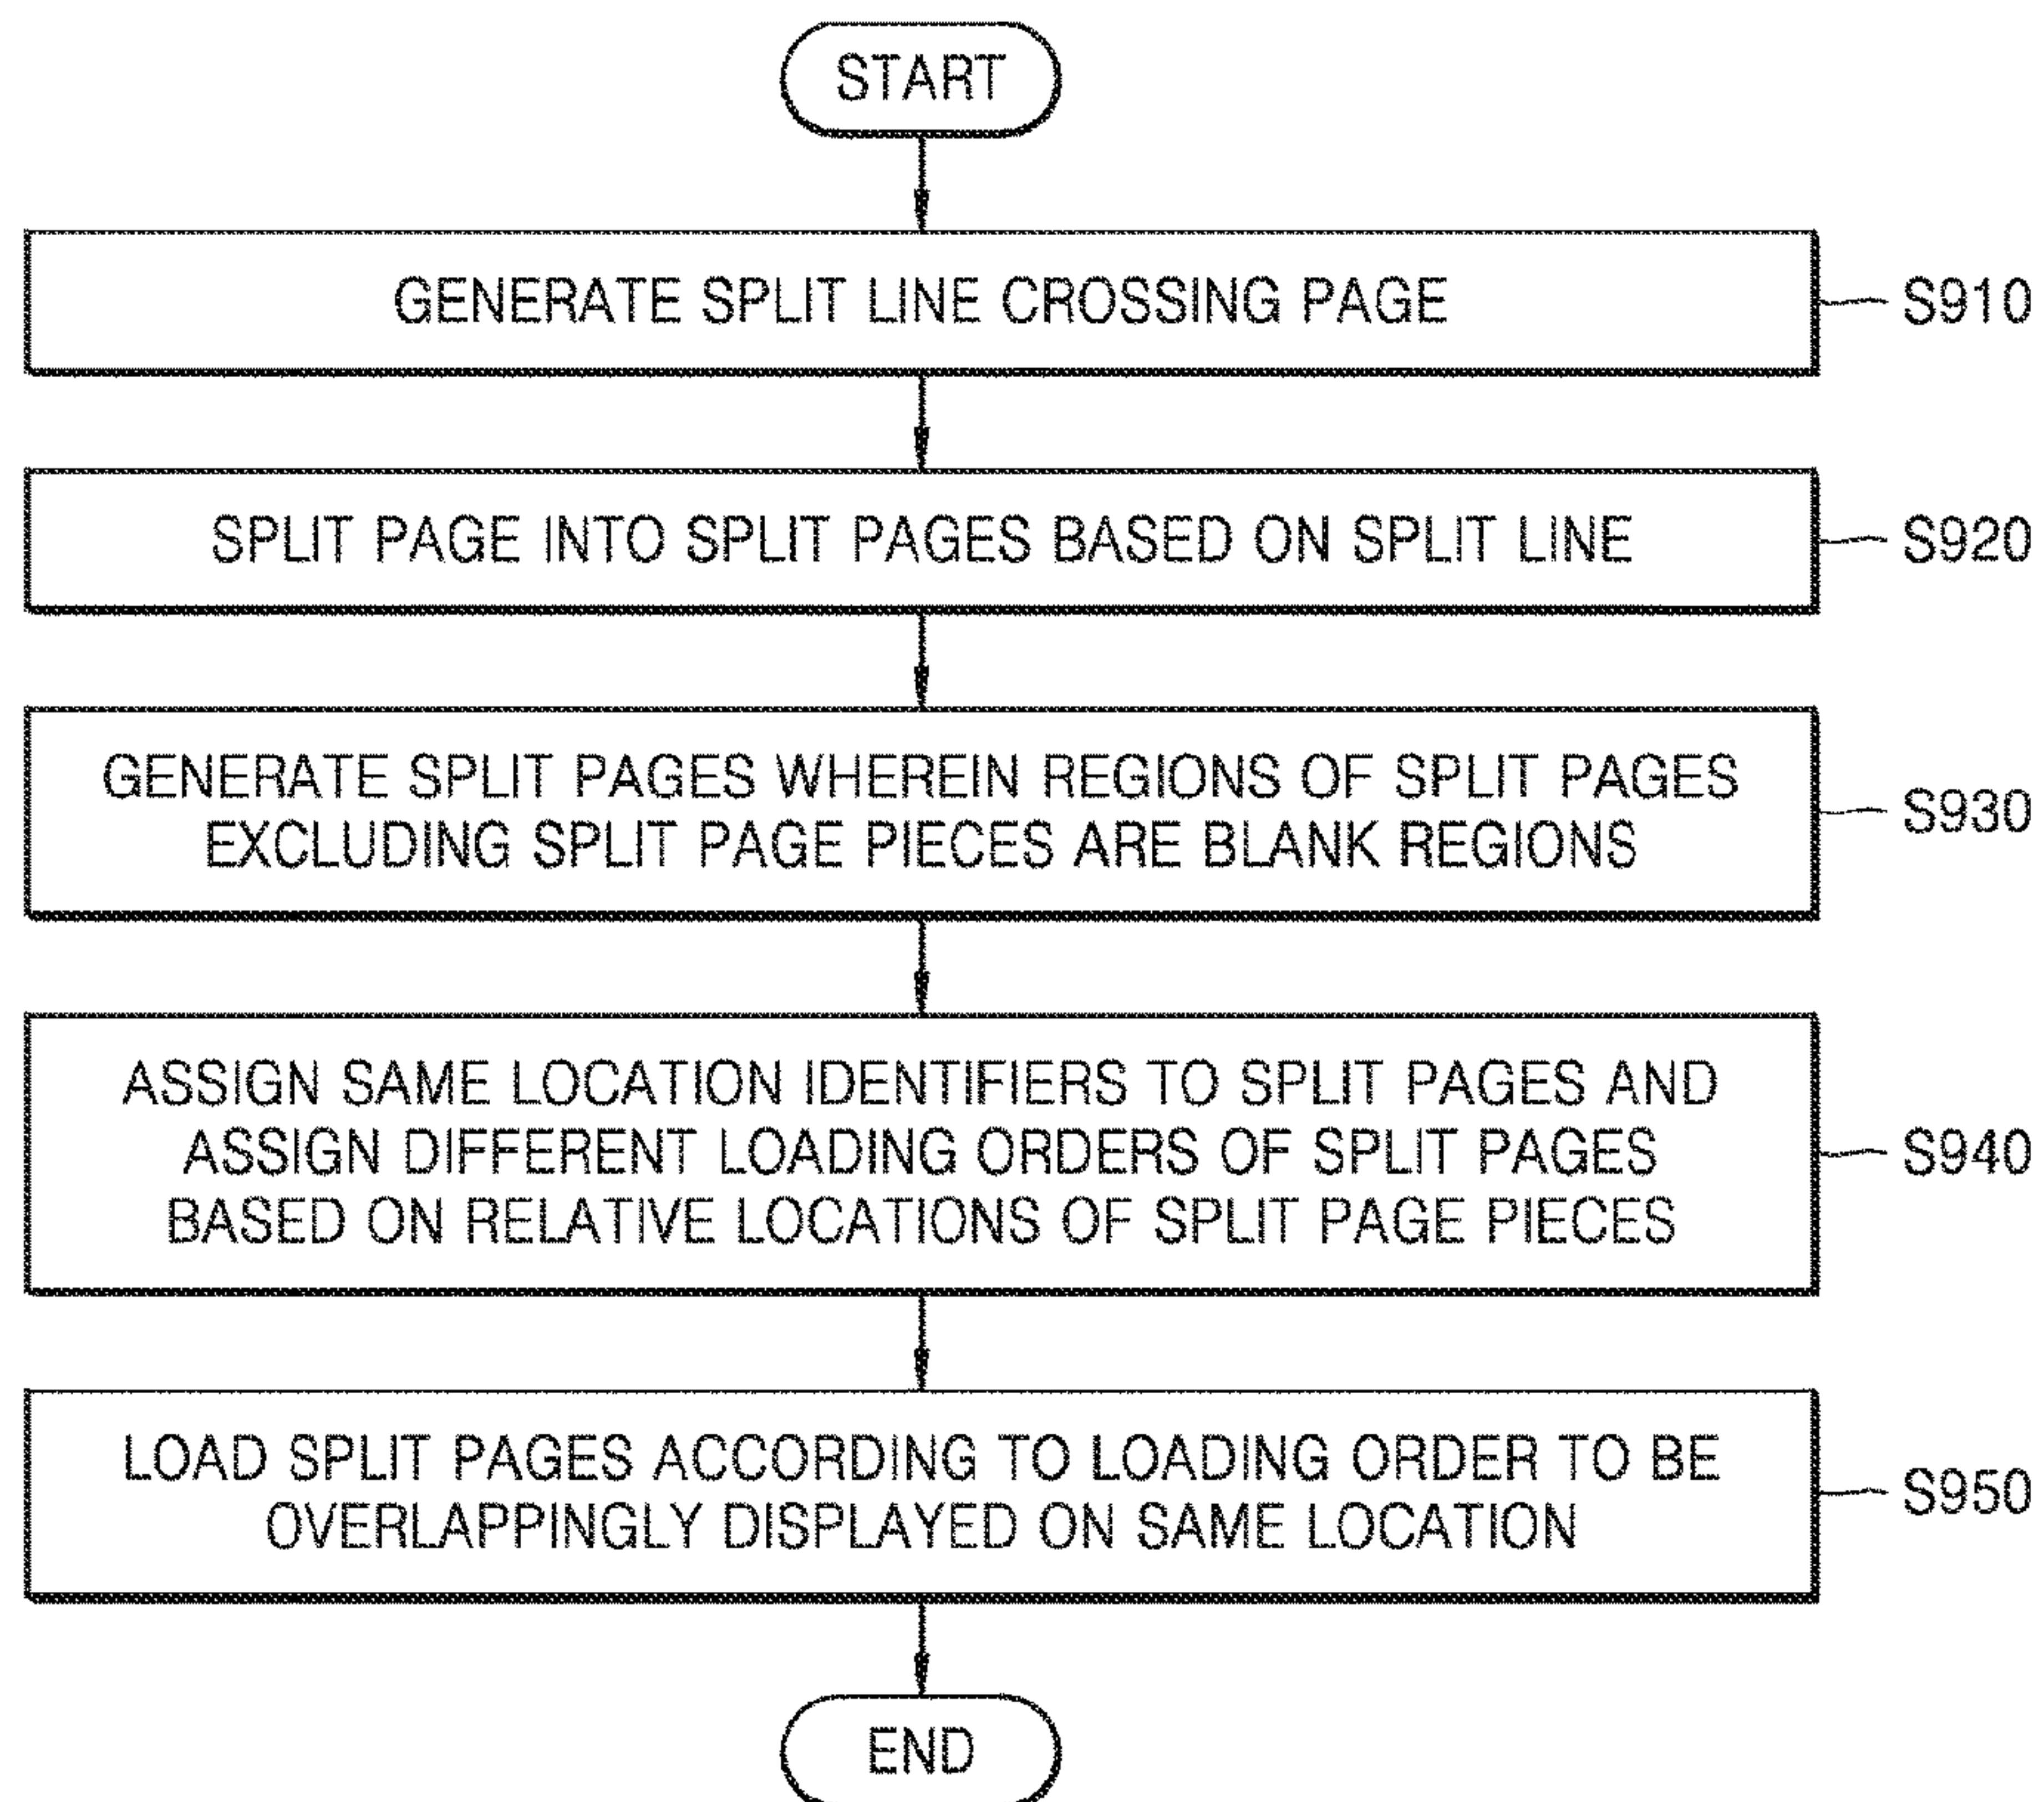 START
GENERATE SPLIT LINE CROSSING PAGE
S910
SPLIT PAGE INTO SPLIT PAGES BASED ON SPLIT LINE
S920
GENERATE SPLIT PAGES WHEREIN REGIONS OF SPLIT PAGES
EXCLUDING SPLIT PAGE PIECES ARE BLANK REGIONS
S930
ASSIGN SAME LOCATION IDENTIFIERS TO SPLIT PAGES AND
ASSIGN DIFFERENT LOADING ORDERS OF SPLIT PAGES
BASED ON RELATIVE LOCATIONS OF SPLIT PAGE PIECES
S940
LOAD SPLIT PAGES ACCORDING TO LOADING ORDER TO BE
OVERLAPPINGLY DISPLAYED ON SAME LOCATION
S950
END